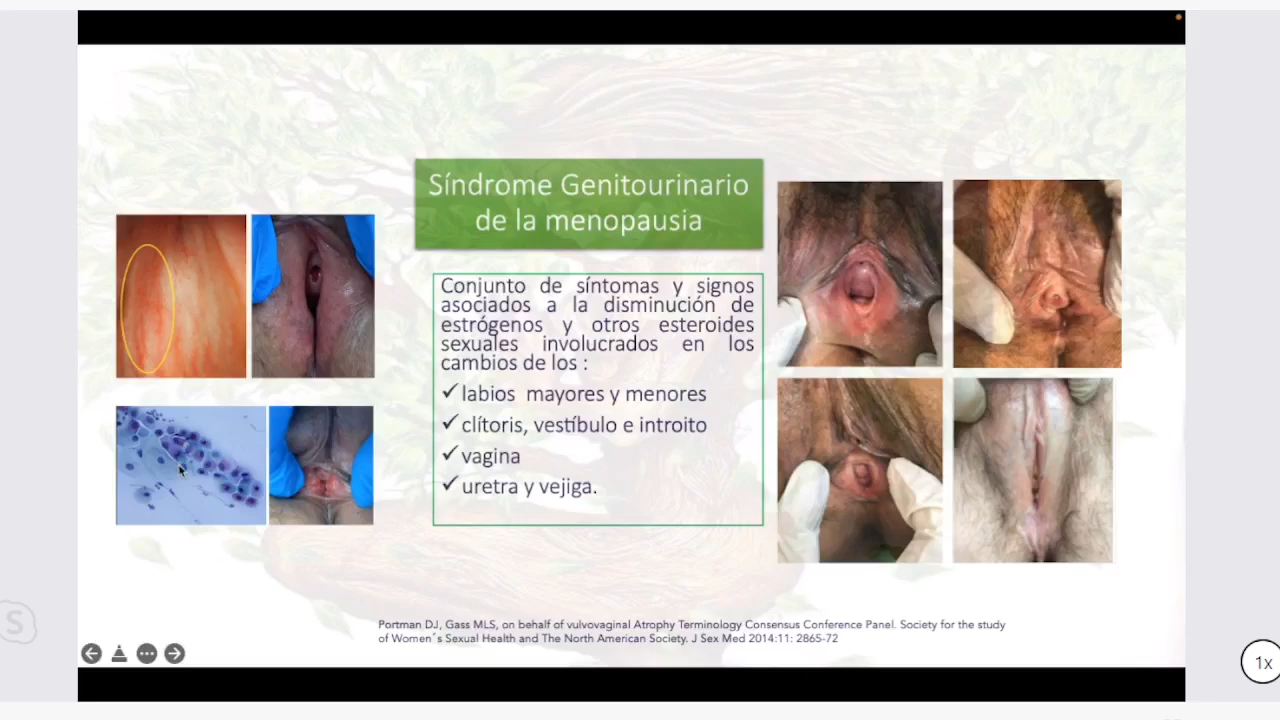 Síndrome Genitourinario
de la menopausia
Conjunto de síntomas y signos
asociados a la disminución de
estrógenos y otros esteroides
sexuales involucrados en los
cambios de los :
✓ labios mayores y menores
✓ clítoris, vestíbulo e introito
✓ vagina
✓ uretra y vejiga.
Portman DJ, Gass MLS, on behalf of vulvovaginal Atrophy Terminology Consensus Conference Panel. Society for the study
of Women´s Sexual Health and The North American Society. J Sex Med 2014:11: 2865-72
S
1x